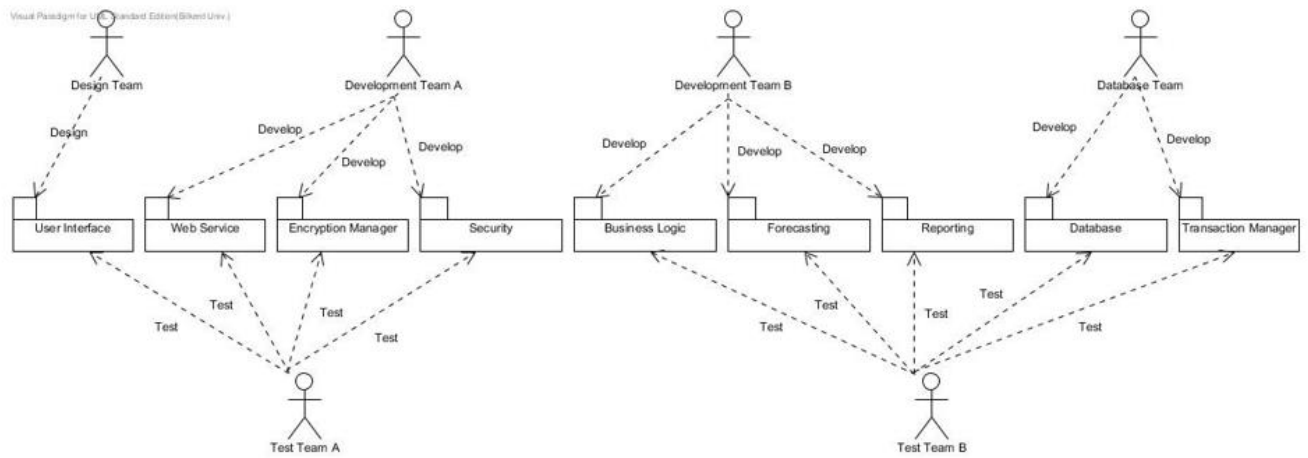 Visual Paradigm for UML Standard Edition(Bilkent Univ.)
Design Team
Development Team A
Development Team B
Database Team
Design
Develop
Develop
Develop
Develop
Develop
Develop
Develop
Develop
User Interface
Web Service
Encryption Manager
Security
Business Logic
Forecasting
Reporting
Database
Transaction Manager
Test
Test
Test
Test
Test
Test
Test
Test
Test
Test Team A
Test Team B